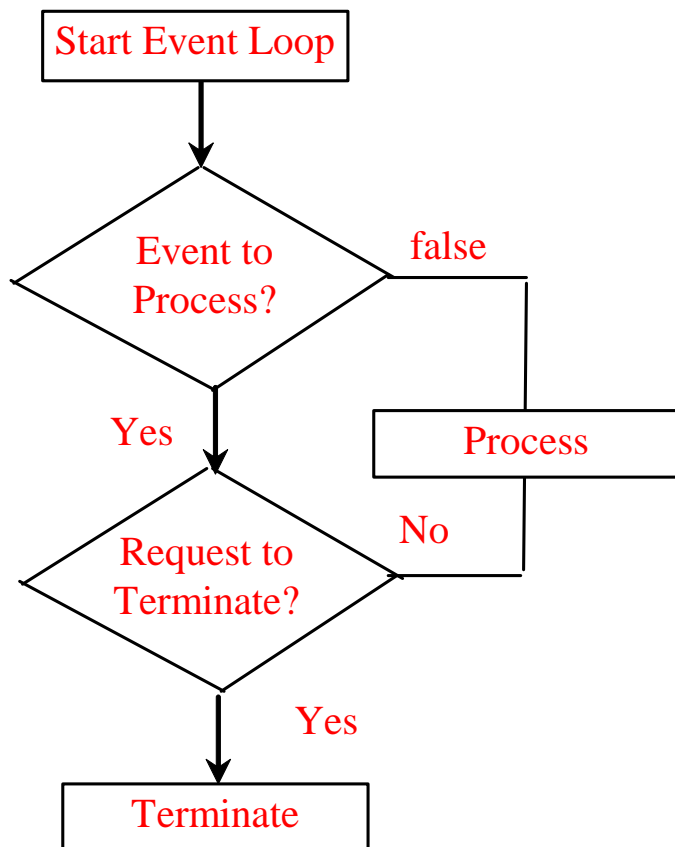 Start Event Loop
Event to
Process?
false
Yes
Process
No
Request to
Terminate?
Yes
Terminate